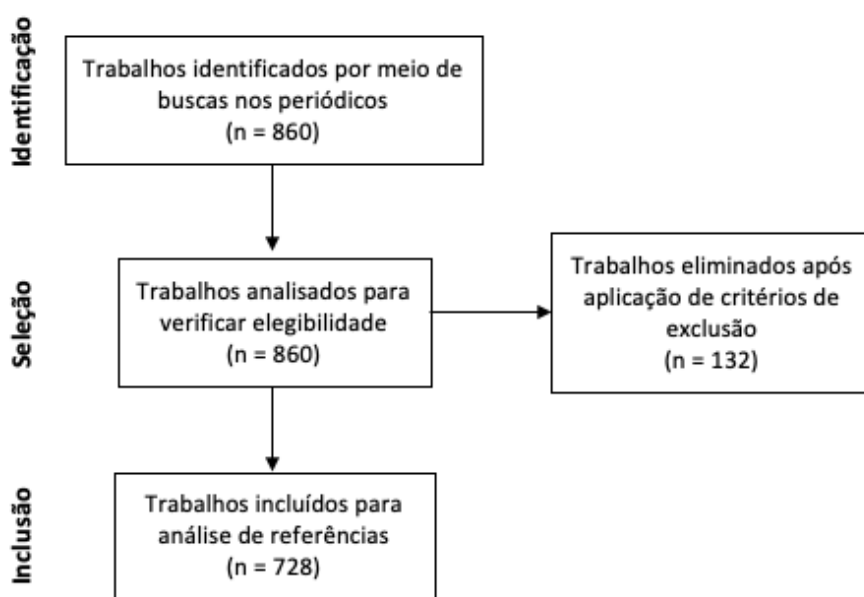 Identificação
Trabalhos identificados por meio de
buscas nos periódicos
(n = 860)
Seleção
Trabalhos analisados para
verificar elegibilidade
(n = 860)
Trabalhos eliminados após
aplicação de critérios de
exclusão
(n = 132)
Inclusão
Trabalhos incluídos para
análise de referências
(n = 728)